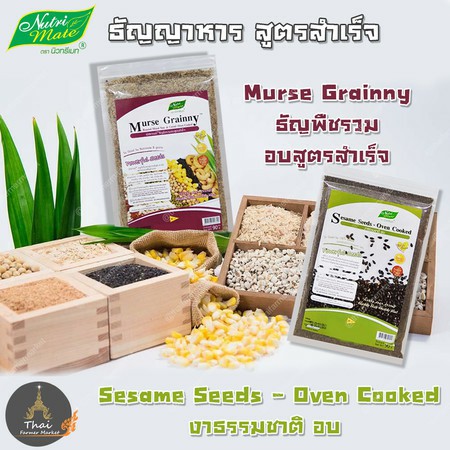 Nutri
Mate®
ตรา นิวทรีเมท
ธัญญาหาร สูตรสำเร็จ
Murse Grainny
ธัญพืชรวม
อบสูตรสำเร็จ
Murse Grainny
Powerful Seeds
Sesame Seeds - Oven Cooked
Sesame Seeds - Oven Cooked
งาธรรมชาติ อบ
Thai
Farmer Market